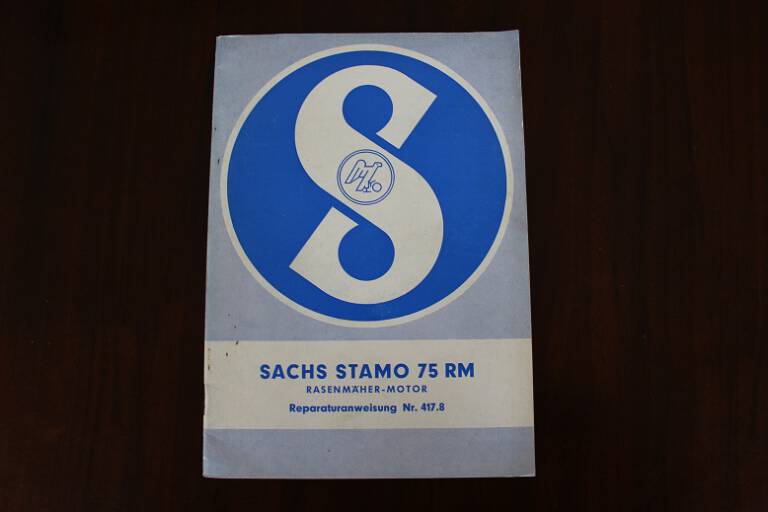 S
SACHS STAMO 75 RM
RASENMÄHER-MOTOR
Reparaturanweisung Nr. 417.8